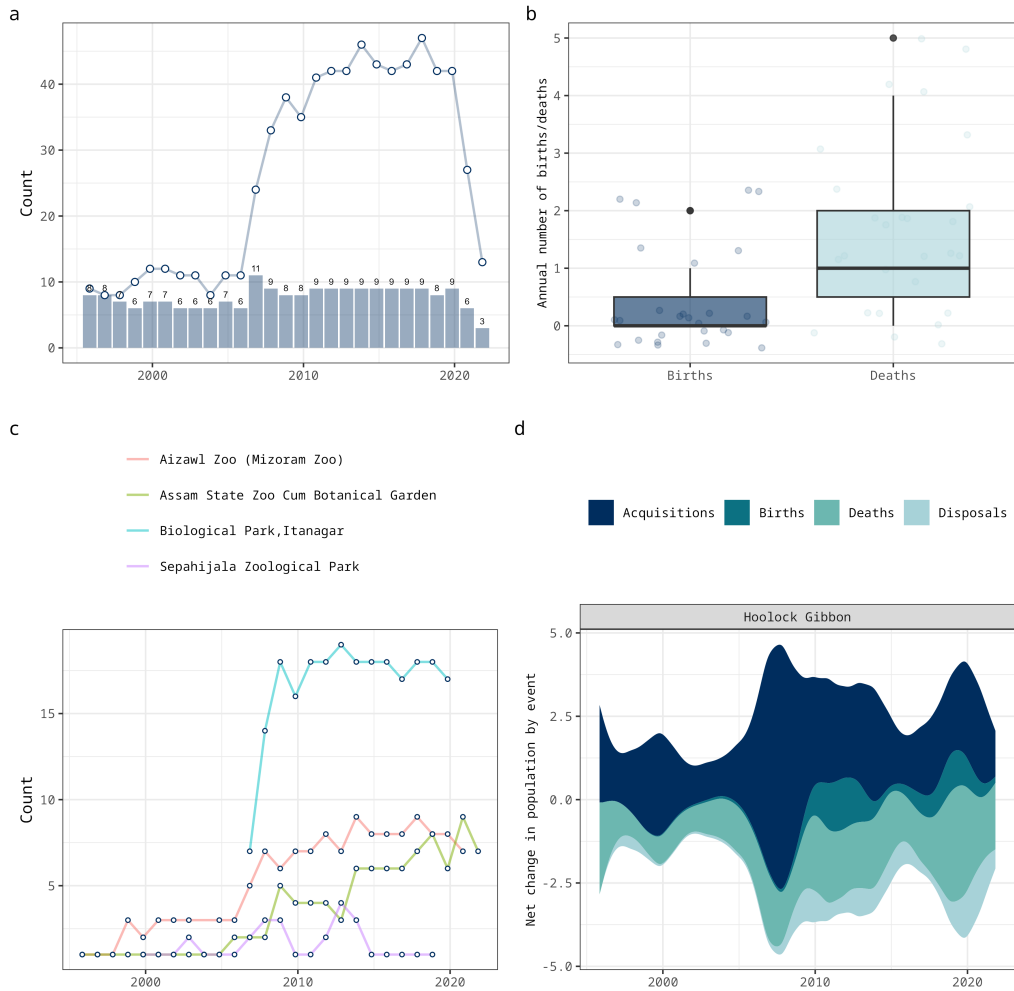 a
Count
40
30
20
10
0
8 8 7 6 7 7 6 6 6 7 6 11 9 8 8 9 9 9 9 9 9 9 9 8 9 6 3
2000 2010 2020
b
Annual number of births/deaths
5
4
3
2
1
0
Births Deaths
c
Aizawl Zoo (Mizoram Zoo)
Assam State Zoo Cum Botanical Garden
Biological Park,Itanagar
Sepahijala Zoological Park
Count
15
10
5
2000 2010 2020
d
Acquisitions Births Deaths Disposals
Hoolock Gibbon
Net change in population by event
5.0
2.5
0.0
-2.5
-5.0
2000 2010 2020